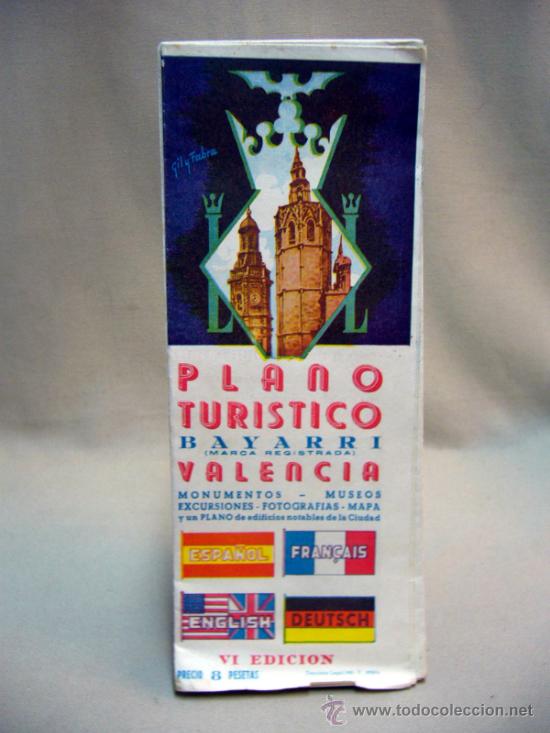 Gil y Fabra
L L
PLANO
TURISTICO
BAYARRI
(MARCA REGISTRADA)
VALENCIA
MONUMENTOS - MUSEOS
EXCURSIONES - FOTOGRAFIAS - MAPA
y un PLANO de edificios notables de la Ciudad
ESPAÑOL FRANÇAIS
ENGLISH DEUTSCH
VI EDICION
PRECIO 8 PESETAS
© www.todocoleccion.net